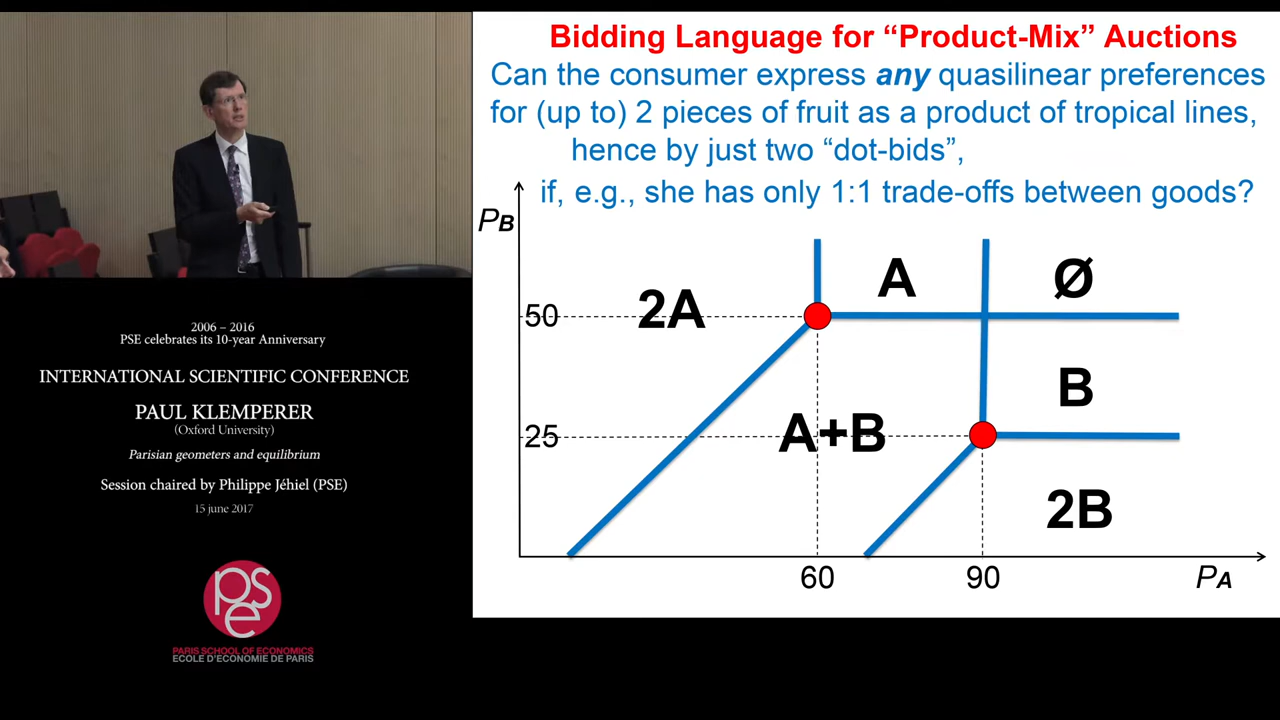 2006 – 2016
PSE celebrates its 10-year Anniversary
INTERNATIONAL SCIENTIFIC CONFERENCE
PAUL KLEMPERER
(Oxford University)
Parisian geometers and equilibrium
Session chaired by Philippe Jéhiel (PSE)
15 june 2017
pse
PARIS SCHOOL OF ECONOMICS
ECOLE D'ECONOMIE DE PARIS
Bidding Language for “Product-Mix” Auctions
Can the consumer express any quasilinear preferences
for (up to) 2 pieces of fruit as a product of tropical lines,
hence by just two “dot-bids”,
if, e.g., she has only 1:1 trade-offs between goods?
PB
2A
A
Ø
50
B
A+B
25
2B
60
90
PA